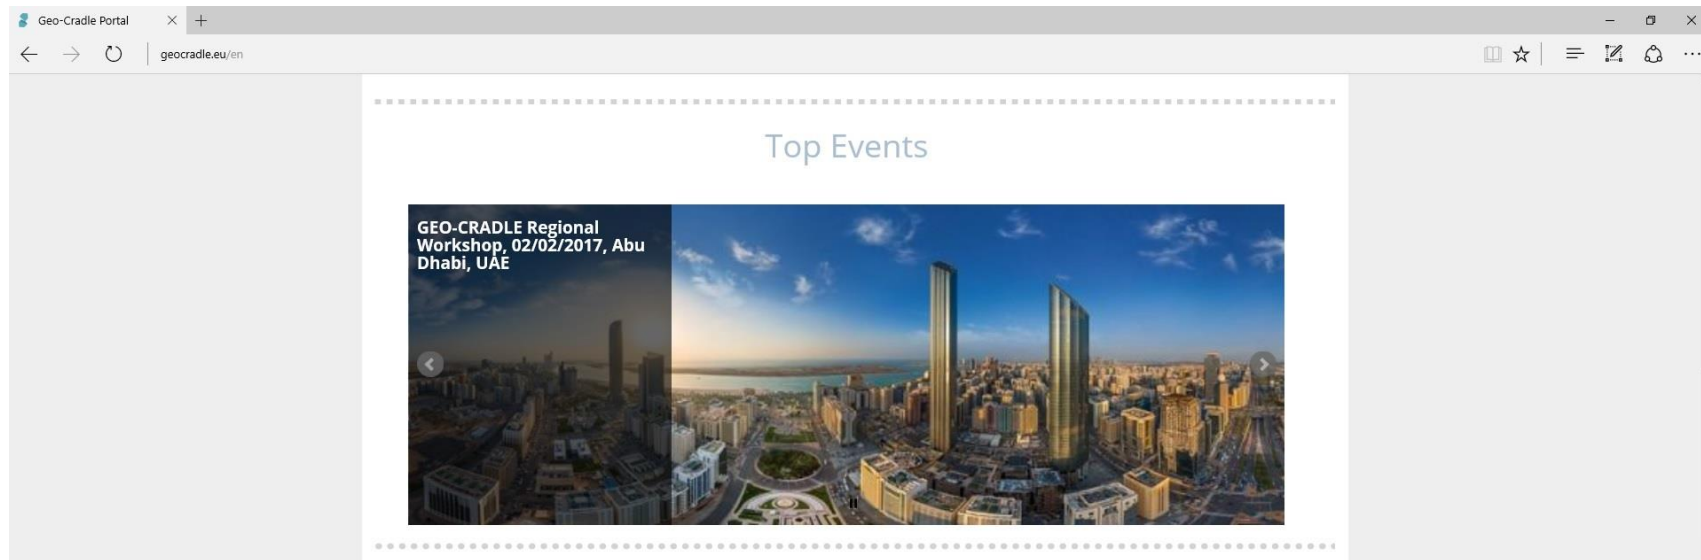 Geo-Cradle Portal
geocradle.eu/en
Top Events
GEO-CRADLE Regional
Workshop, 02/02/2017, Abu
Dhabi, UAE